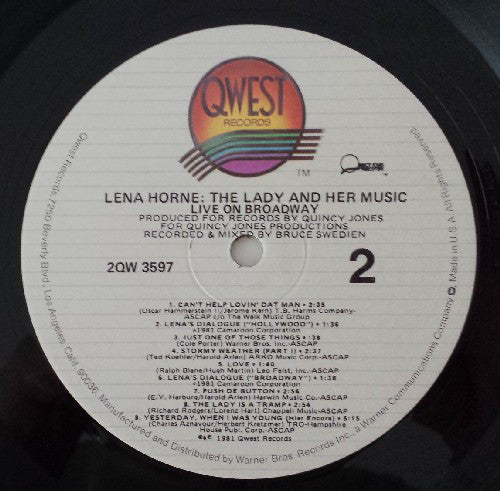 QWEST
RECORDS
TM
LENA HORNE: THE LADY AND HER MUSIC
LIVE ON BROADWAY
PRODUCED FOR RECORDS BY QUINCY JONES
FOR QUINCY JONES PRODUCTIONS
RECORDED & MIXED BY BRUCE SWEDIEN
2QW 3597
2
1. CAN'T HELP LOVIN' DAT MAN • 2:35
(Oscar Hammerstein II/Jerome Kern) T.B. Harms Company-
ASCAP c/o The Welk Music Group
2. LENA'S DIALOGUE ("HOLLYWOOD") • 1:36
©1981 Camaroon Corporation
3. JUST ONE OF THOSE THINGS • :38
(Cole Porter) Warner Bros. Inc.-ASCAP
4. STORMY WEATHER (PART I) • 2:37
(Ted Koehler/Harold Arlen) ARKO Music Corp.-ASCAP
5. LOVE • 1:40
(Ralph Blane/Hugh Martin) Leo Feist, Inc.-ASCAP
6. LENA'S DIALOGUE ("BROADWAY") • 1:38
©1981 Camaroon Corporation
7. PUSH DE BUTTON • 2:56
(E.Y. Harburg/Harold Arlen) Harwin Music Co.-ASCAP
8. THE LADY IS A TRAMP • 2:54
(Richard Rodgers/Lorenz Hart) Chappell Music-ASCAP
9. YESTERDAY, WHEN I WAS YOUNG (Hier Encore) • 5:15
(Charles Aznavour/Herbert Kretzmer) TRO-Hampshire
House Publ. Corp.-ASCAP
℗© 1981 Qwest Records
Qwest Records 7250 Beverly Blvd. Los Angeles, Calif. 90036. Manufactured and Distributed by Warner Bros. Records Inc., a Warner Communications Company ℗ Made in U.S.A. All Rights Reserved.